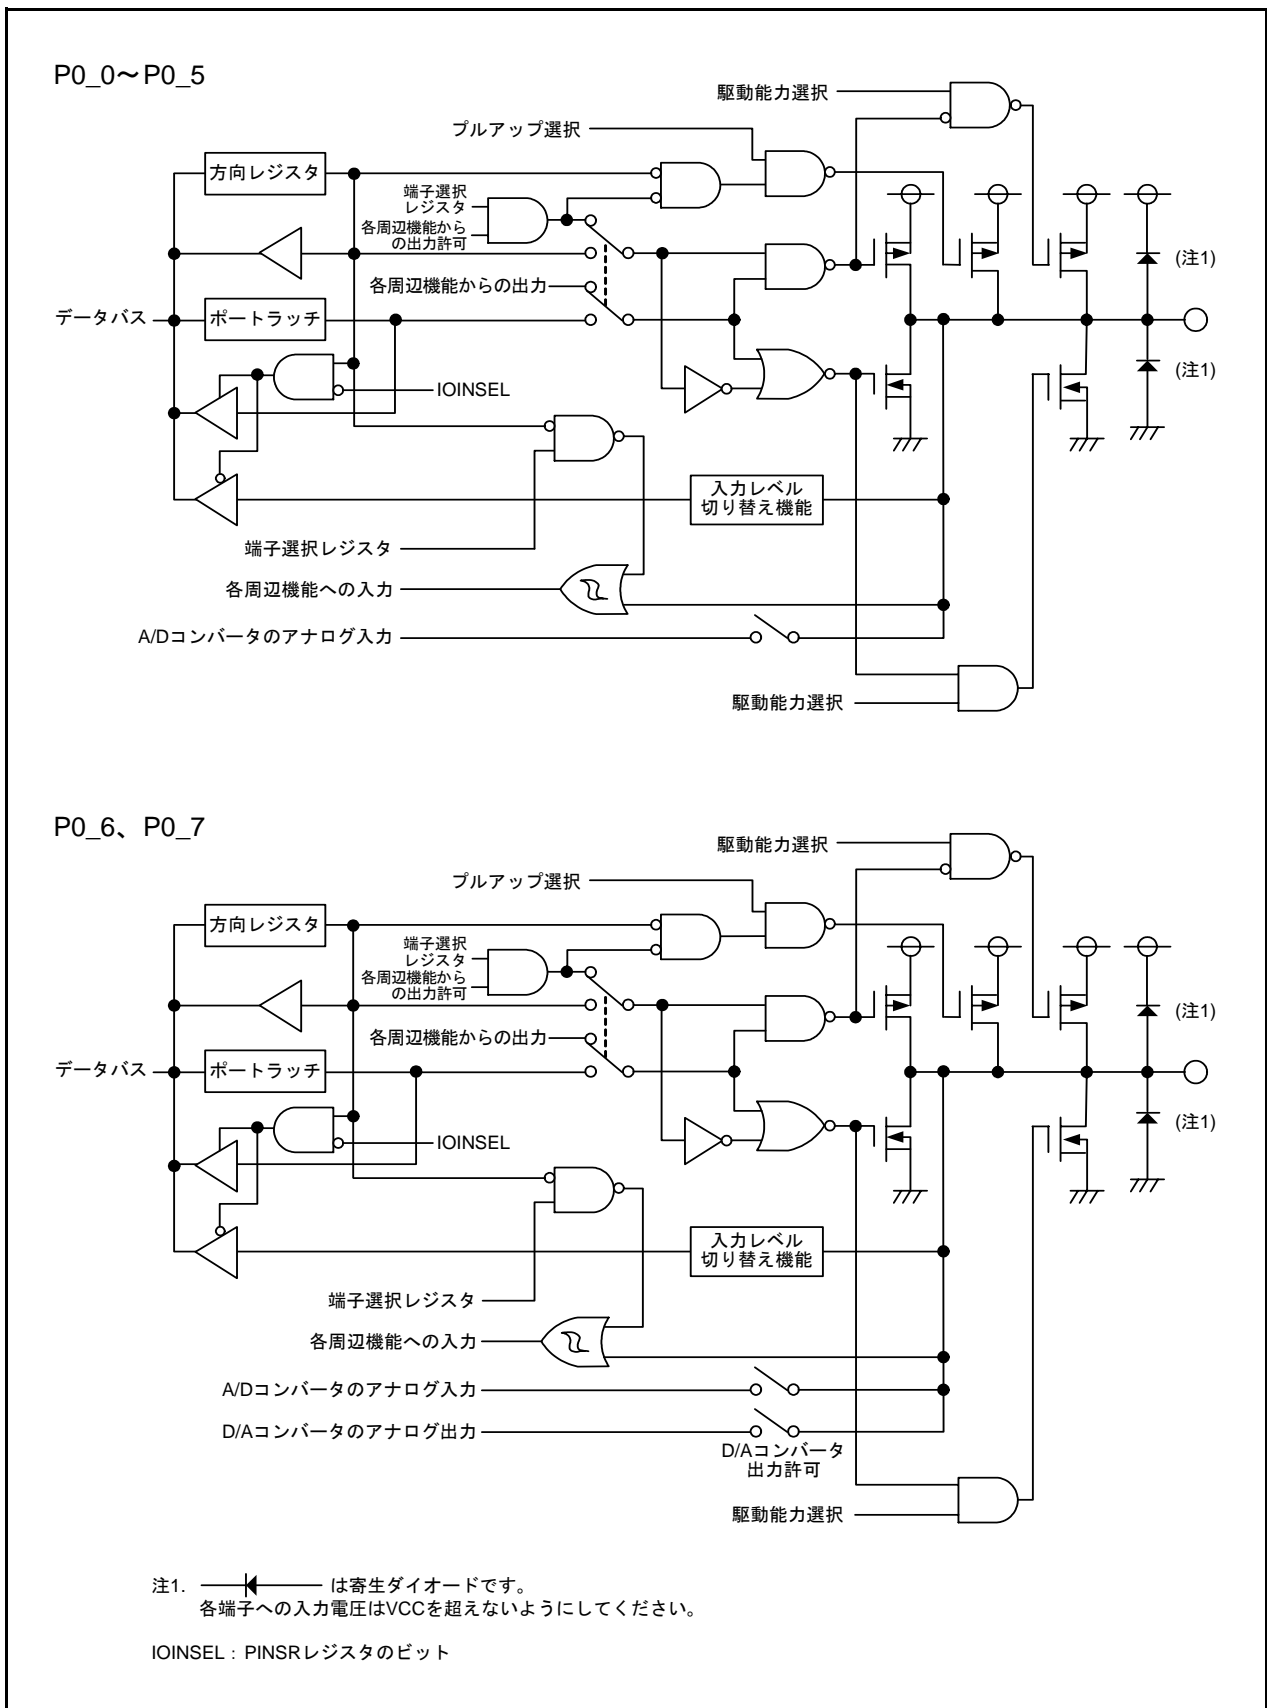 P0_0〜P0_5
駆動能力選択
プルアップ選択
方向レジスタ
端子選択
レジスタ
各周辺機能から
の出力許可
(注1)
各周辺機能からの出力
データバス
ポートラッチ
(注1)
IOINSEL
入力レベル
切り替え機能
端子選択レジスタ
各周辺機能への入力
A/Dコンバータのアナログ入力
駆動能力選択
P0_6、P0_7
駆動能力選択
プルアップ選択
方向レジスタ
端子選択
レジスタ
各周辺機能から
の出力許可
(注1)
各周辺機能からの出力
データバス
ポートラッチ
(注1)
IOINSEL
入力レベル
切り替え機能
端子選択レジスタ
各周辺機能への入力
A/Dコンバータのアナログ入力
D/Aコンバータのアナログ出力
D/Aコンバータ
出力許可
駆動能力選択
注1. は寄生ダイオードです。
各端子への入力電圧はVCCを超えないようにしてください。
IOINSEL：PINSRレジスタのビット